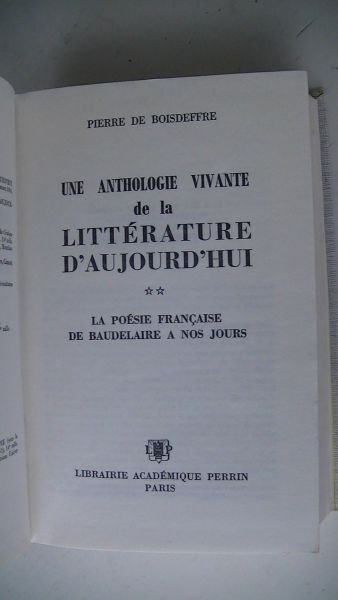 PIERRE DE BOISDEFFRE
UNE ANTHOLOGIE VIVANTE
de la
LITTÉRATURE
D'AUJOURD'HUI
★★
LA POÉSIE FRANÇAISE
DE BAUDELAIRE A NOS JOURS
L P
LIBRAIRIE ACADÉMIQUE PERRIN
PARIS